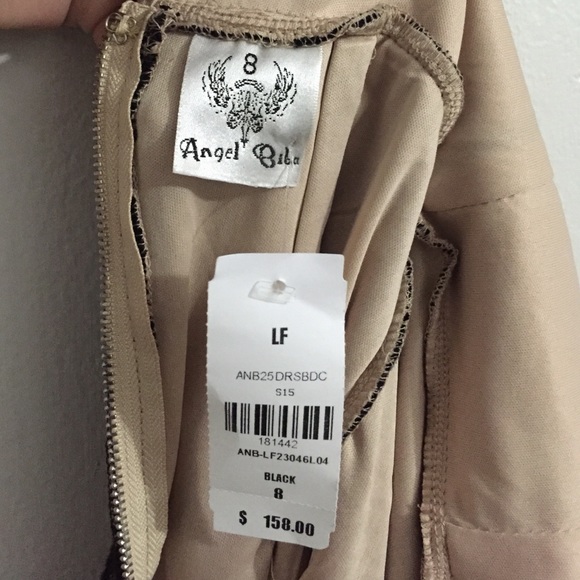 8
Angel Biba
LF
ANB25DRSBDC
S15
181442
ANB-LF23046L04
BLACK
8
$ 158.00